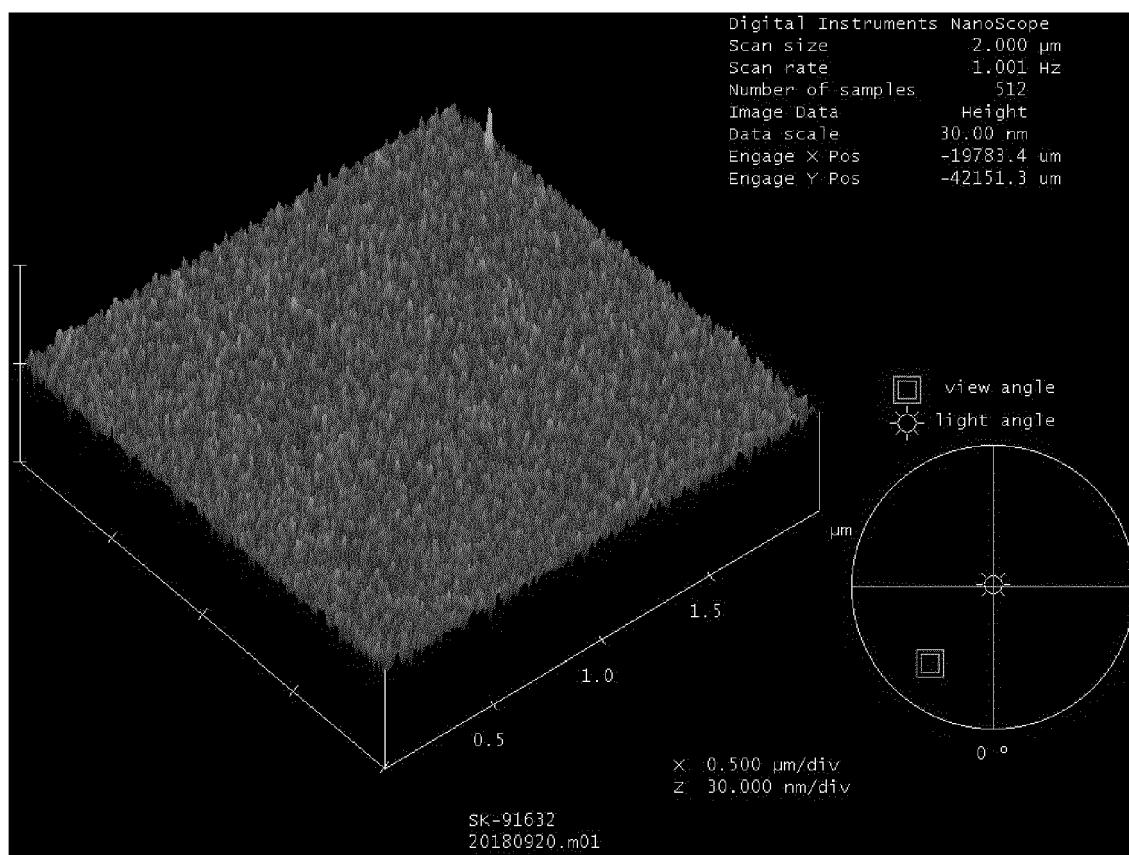 Digital Instruments NanoScope
Scan size 2.000 µm
Scan rate 1.001 Hz
Number of samples 512
Image Data Height
Data scale 30.00 nm
Engage X Pos -19783.4 um
Engage Y Pos -42151.3 um
view angle
light angle
µm
1.5
1.0
0.5
0 º
X 0.500 µm/div
Z 30.000 nm/div
SK-91632
20180920.m01